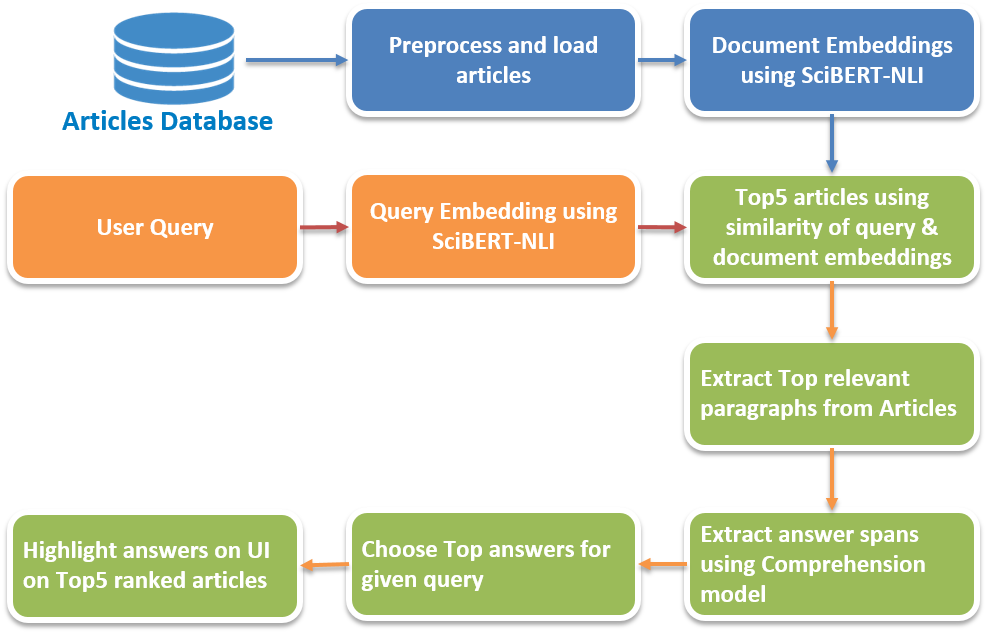 Articles Database
Preprocess and load
articles
Document Embeddings
using SciBERT-NLI
User Query
Query Embedding using
SciBERT-NLI
Top5 articles using
similarity of query &
document embeddings
Extract Top relevant
paragraphs from Articles
Extract answer spans
using Comprehension
model
Choose Top answers for
given query
Highlight answers on UI
on Top5 ranked articles